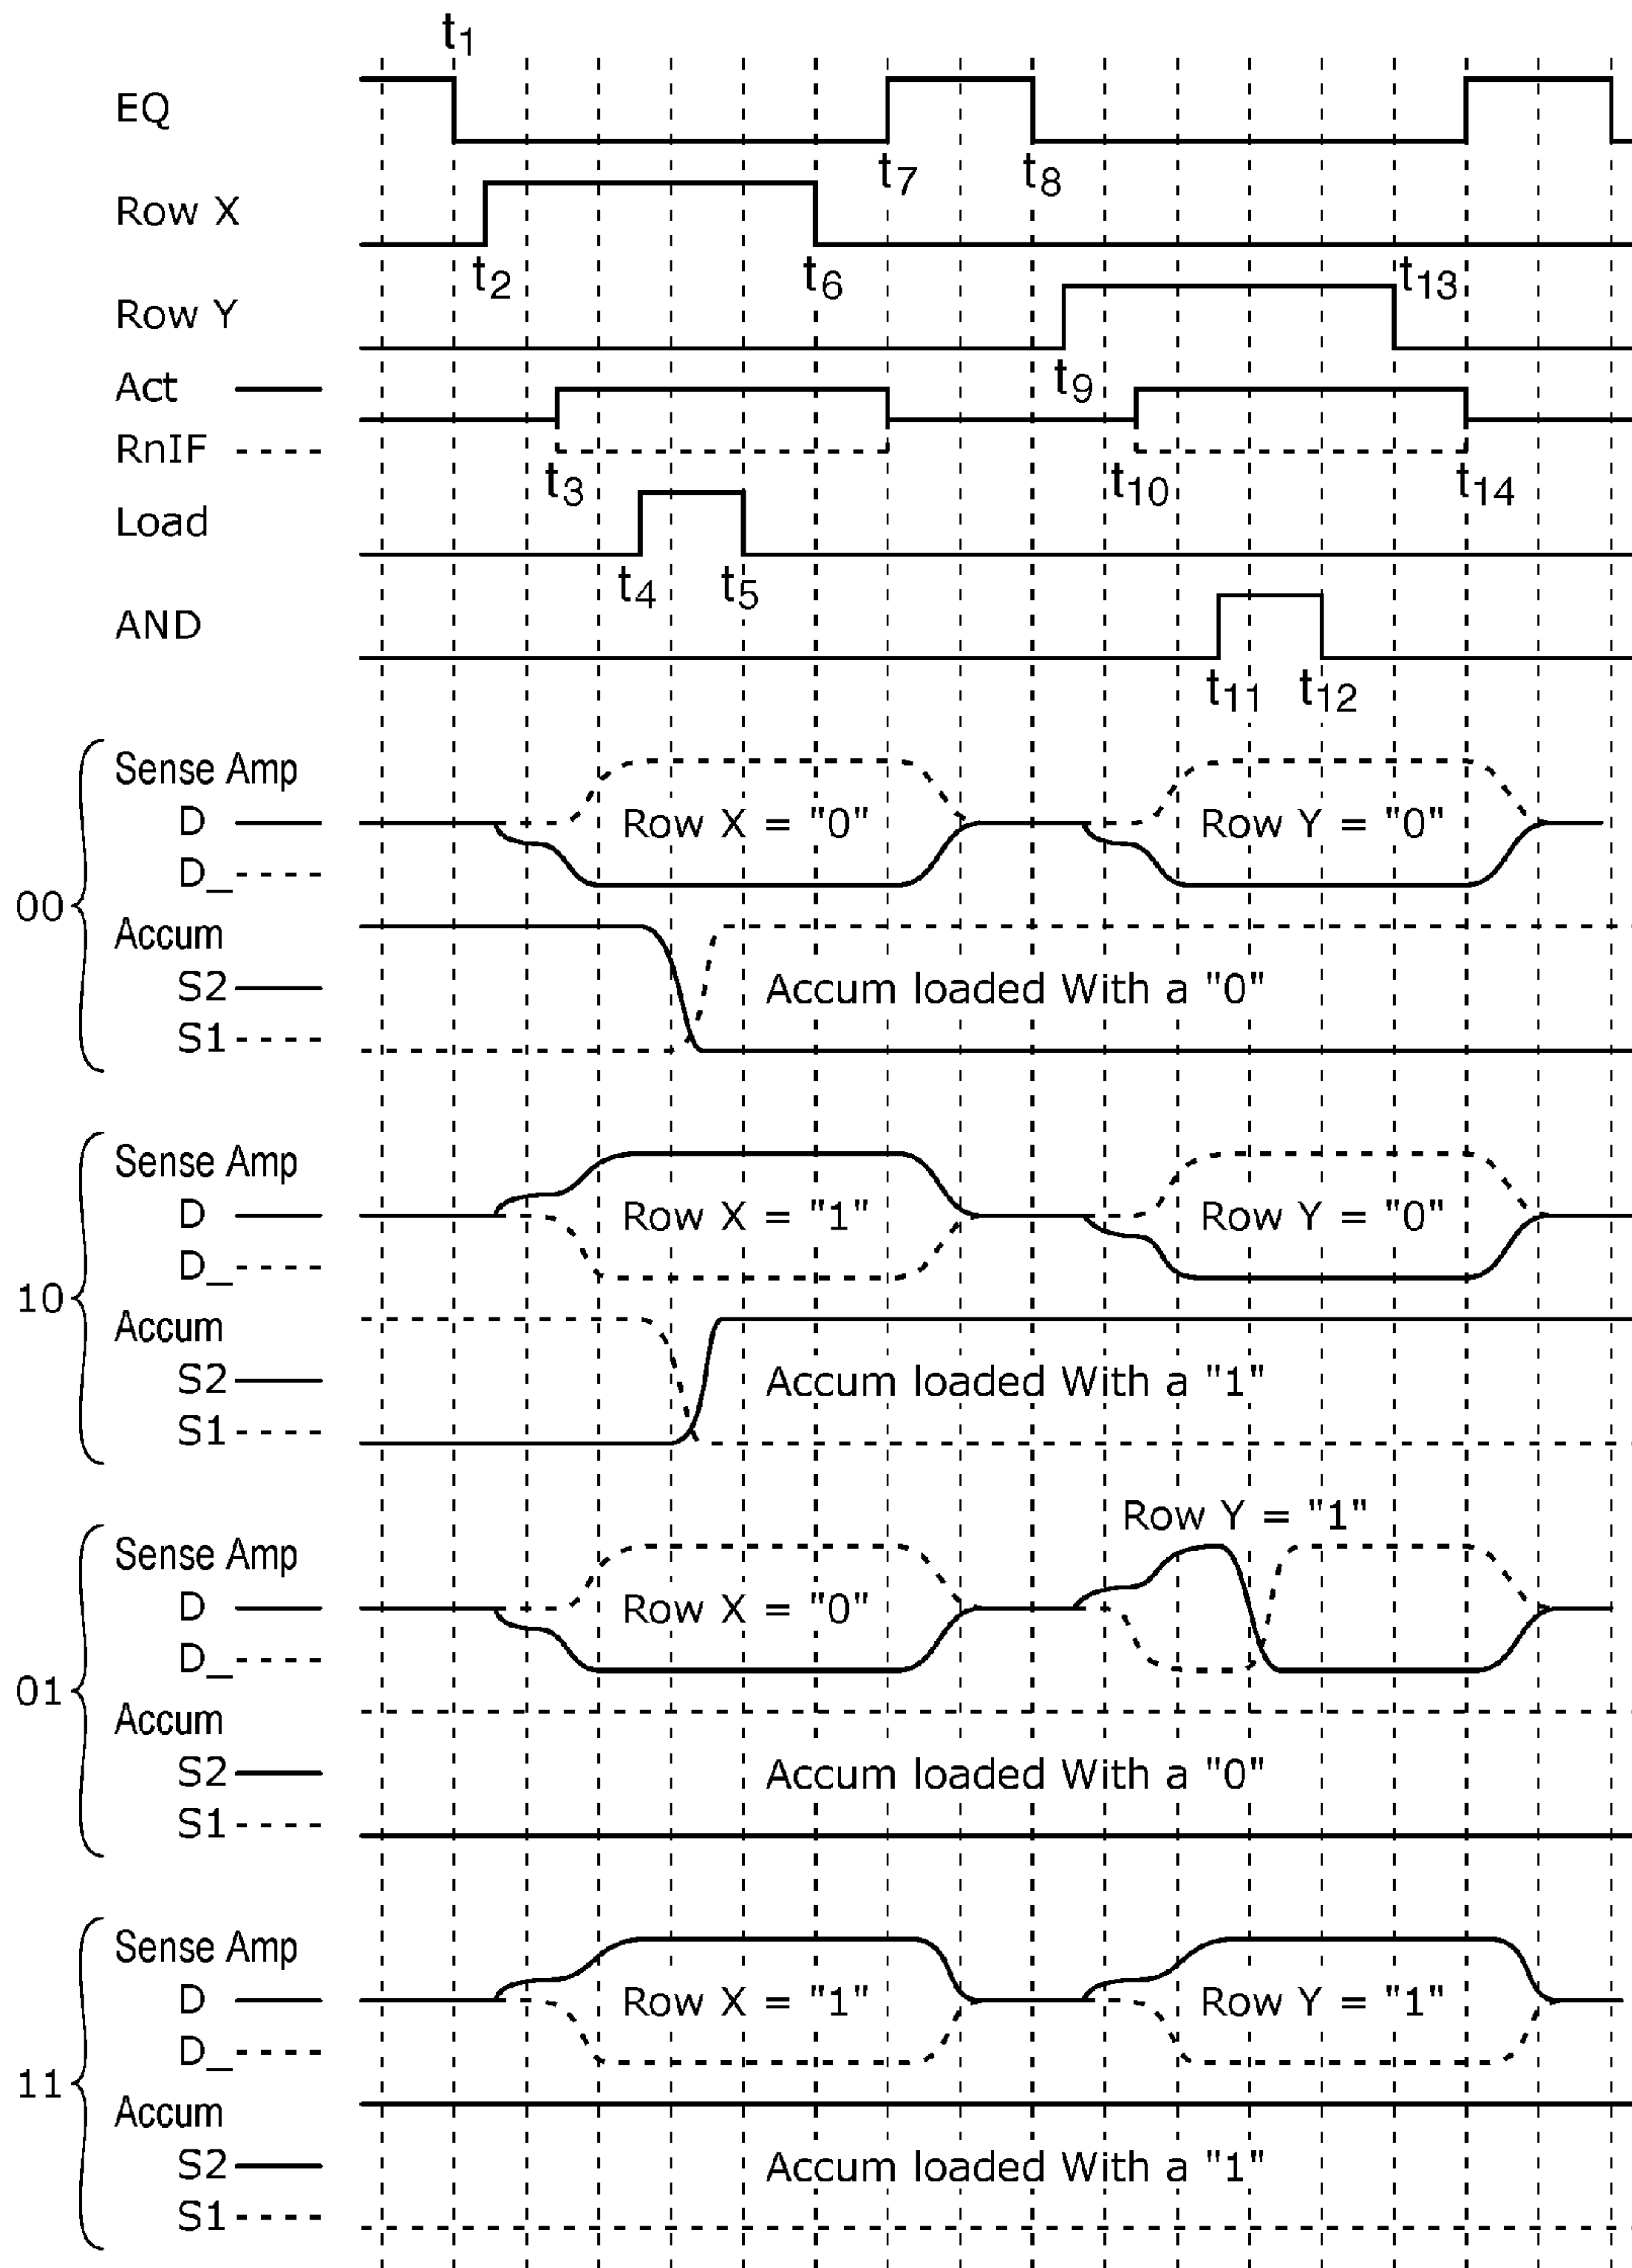 t1
EQ
t7 t8
Row X
t2 t6 t13
Row Y
t9
Act
RnIF
t3 t10 t14
Load
t4 t5
AND
t11 t12
Sense Amp
D Row X = "0" Row Y = "0"
D_
00
Accum
S2 Accum loaded With a "0"
S1
Sense Amp
D Row X = "1" Row Y = "0"
D_
10
Accum
S2 Accum loaded With a "1"
S1
Row Y = "1"
Sense Amp
D Row X = "0"
D_
01
Accum
S2 Accum loaded With a "0"
S1
Sense Amp
D Row X = "1" Row Y = "1"
D_
11
Accum
S2 Accum loaded With a "1"
S1